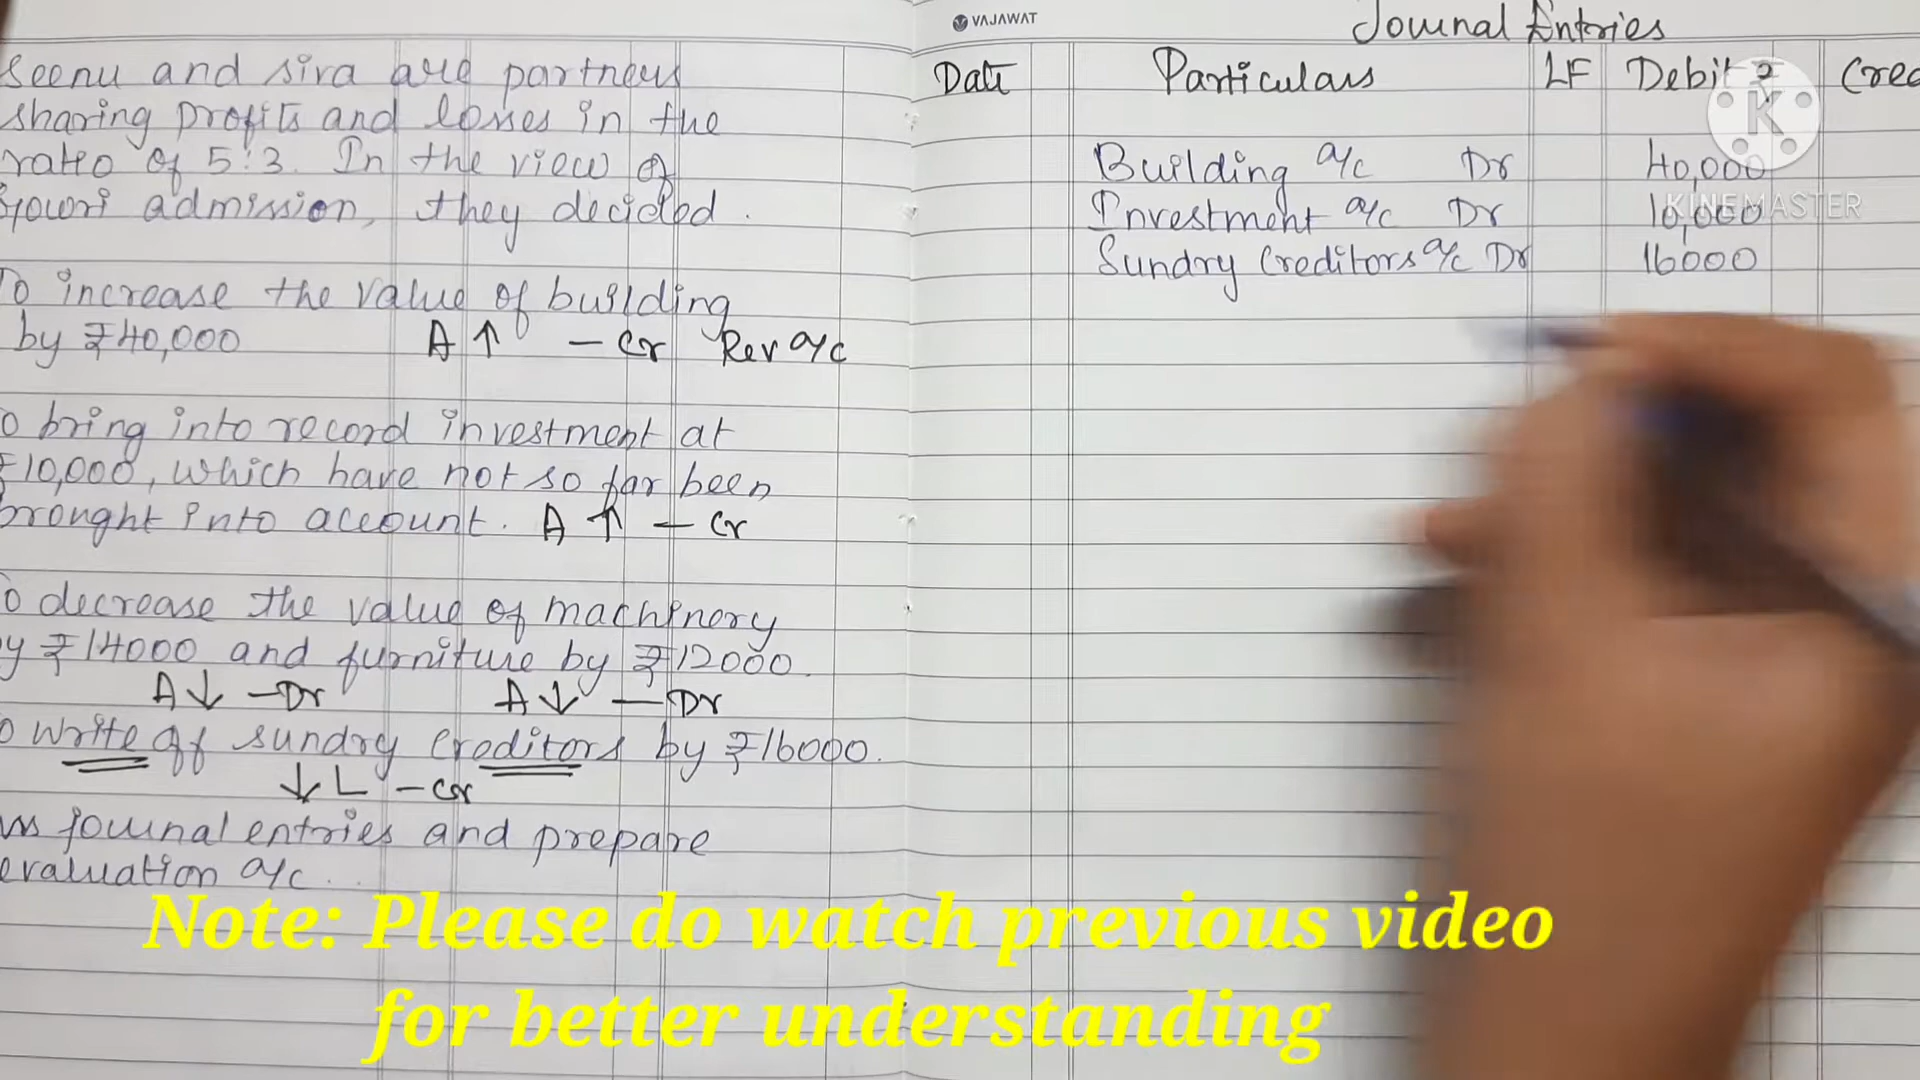 Seenu and siva are partners
sharing profits and losses in the
ratio of 5:3. In the view of
admission, they decided.
To increase the value of building
by ₹40,000 A ↑ - Cr Rev a/c
o bring into record investment at
₹10,000, which have not so far been
brought into account. A ↑ - Cr
o decrease the value of machinery
y ₹14000 and furniture by ₹12000.
A ↓ - Dr A ↓ - Dr
o write off sundry creditors by ₹16000.
↓ L - Cr
ss journal entries and prepare
evaluation a/c.
VAJAWAT
Journal Entries
Date Particulars LF Debit ₹ Cred
Building a/c Dr 40,000
Investment a/c Dr 10,000
Sundry Creditors a/c Dr 16000
K
KINEMASTER
Note: Please do watch previous video
for better understanding